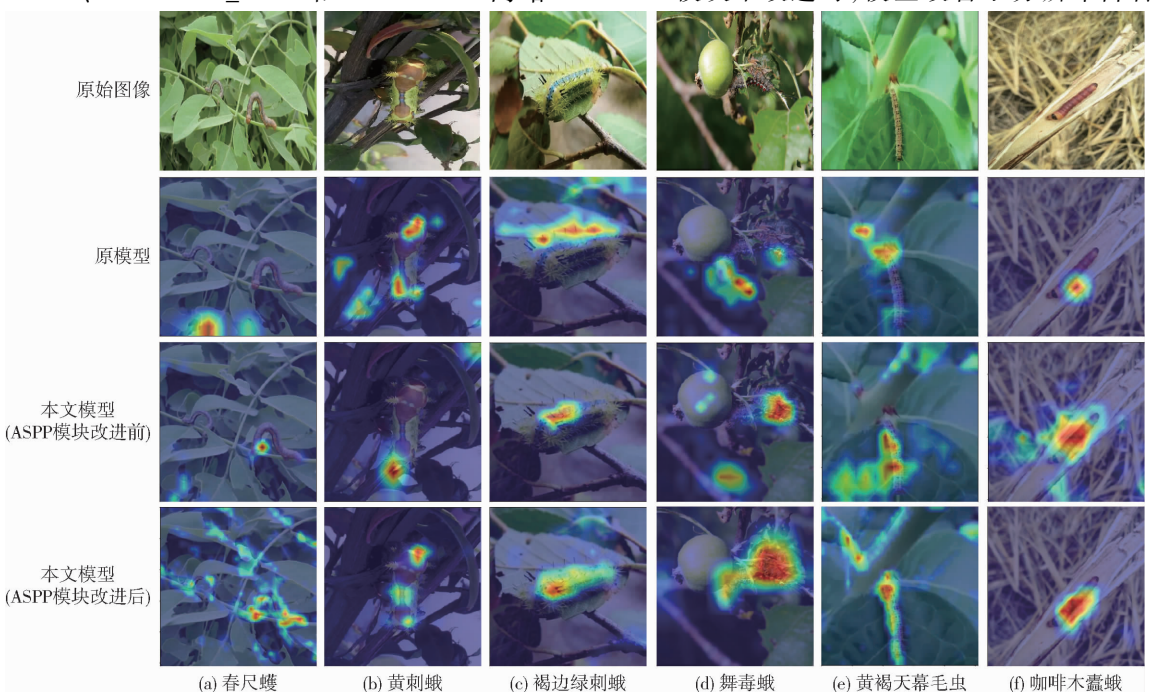 原始图像
原模型
本文模型
(ASPP模块改进前)
本文模型
(ASPP模块改进后)
(a) 春尺蠖
(b) 黄刺蛾
(c) 褐边绿刺蛾
(d) 舞毒蛾
(e) 黄褐天幕毛虫
(f) 咖啡木蠹蛾